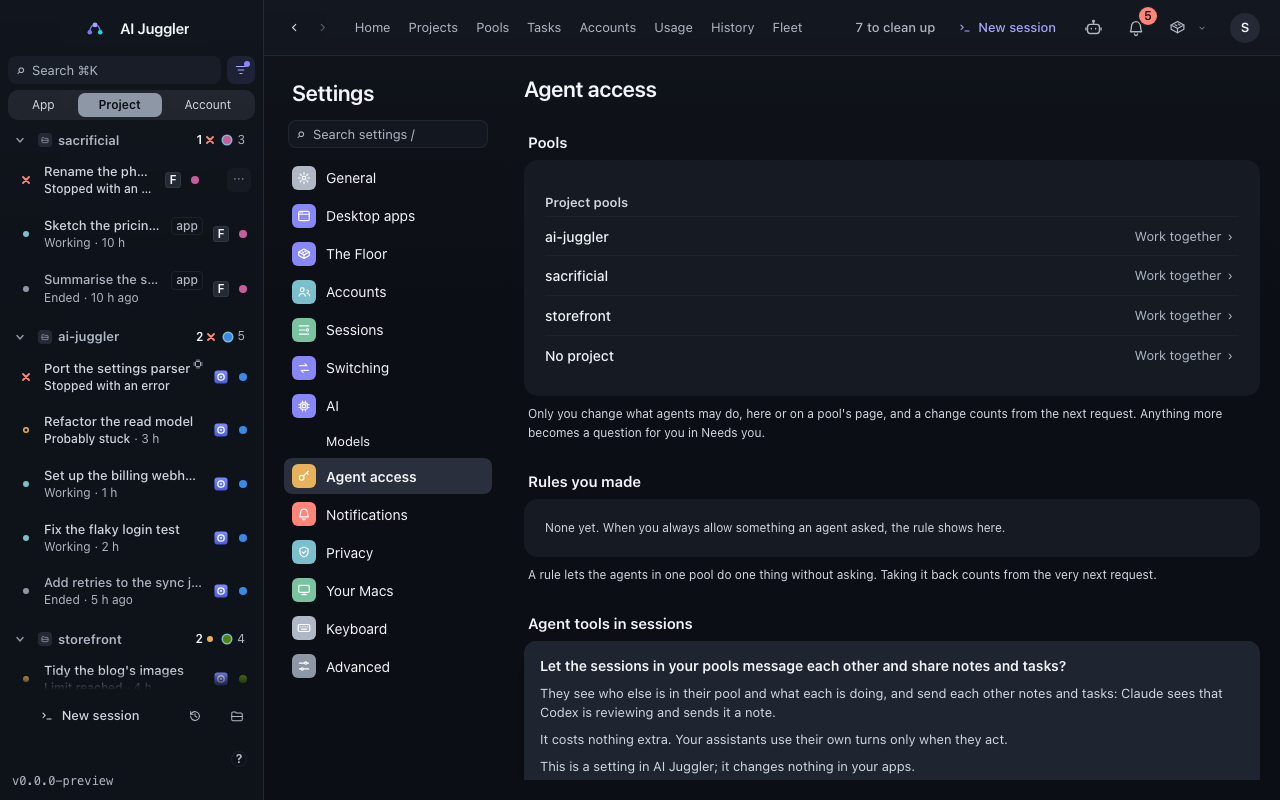 AI Juggler
Search ⌘K
App Project Account
sacrificial 1 3
Rename the ph... F
Stopped with an ...
Sketch the pricin... app F
Working · 10 h
Summarise the s... app F
Ended · 10 h ago
ai-juggler 2 5
Port the settings parser
Stopped with an error
Refactor the read model
Probably stuck · 3 h
Set up the billing webh...
Working · 1 h
Fix the flaky login test
Working · 2 h
Add retries to the sync j...
Ended · 5 h ago
storefront 2 4
Tidy the blog's images
Limit reached · 4 h
New session
?
v0.0.0-preview
Home Projects Pools Tasks Accounts Usage History Fleet 7 to clean up New session 5 S
Settings
Search settings /
General
Desktop apps
The Floor
Accounts
Sessions
Switching
AI
Models
Agent access
Notifications
Privacy
Your Macs
Keyboard
Advanced
Agent access
Pools
Project pools
ai-juggler Work together ›
sacrificial Work together ›
storefront Work together ›
No project Work together ›
Only you change what agents may do, here or on a pool's page, and a change counts from the next request. Anything more
becomes a question for you in Needs you.
Rules you made
None yet. When you always allow something an agent asked, the rule shows here.
A rule lets the agents in one pool do one thing without asking. Taking it back counts from the very next request.
Agent tools in sessions
Let the sessions in your pools message each other and share notes and tasks?
They see who else is in their pool and what each is doing, and send each other notes and tasks: Claude sees that
Codex is reviewing and sends it a note.
It costs nothing extra. Your assistants use their own turns only when they act.
This is a setting in AI Juggler; it changes nothing in your apps.